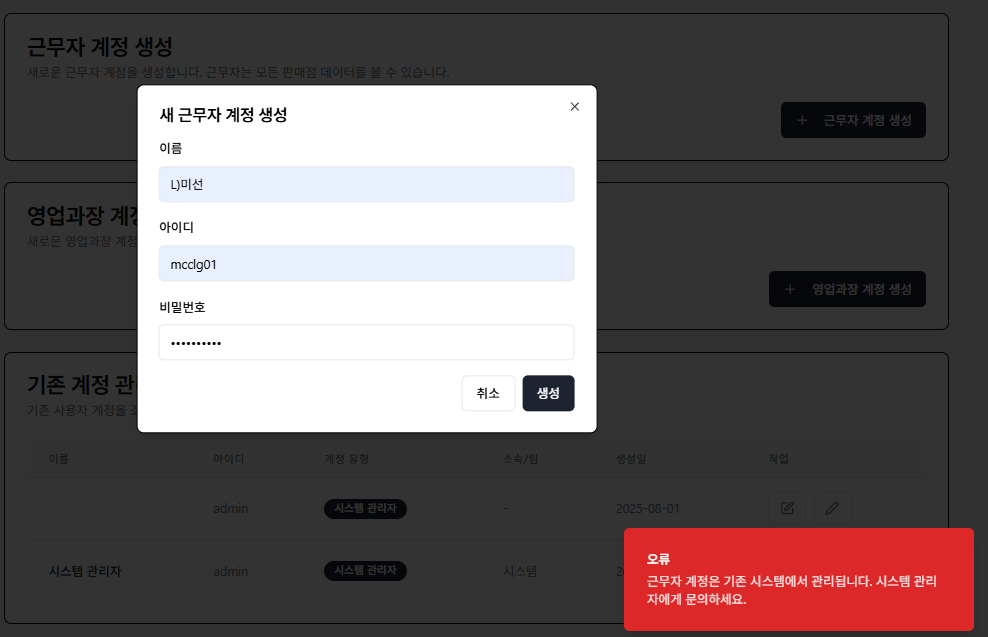 근무자 계정 생성
새로운 근무자 계정을 생성합니다. 근무자는 모든 판매점 데이터를 볼 수 있습니다.
+ 근무자 계정 생성
새 근무자 계정 생성
이름
L)미선
아이디
mcclg01
비밀번호
••••••••••
취소
생성
영업과장 계정
새로운 영업과장 계정
+ 영업과장 계정 생성
기존 계정 관
기존 사용자 계정을
이름 아이디 계정 유형 소속/팀 생성일 작업
admin 시스템 관리자 - 2025-08-01
시스템 관리자 admin 시스템 관리자 시스템
오류
근무자 계정은 기존 시스템에서 관리됩니다. 시스템 관리
자에게 문의하세요.